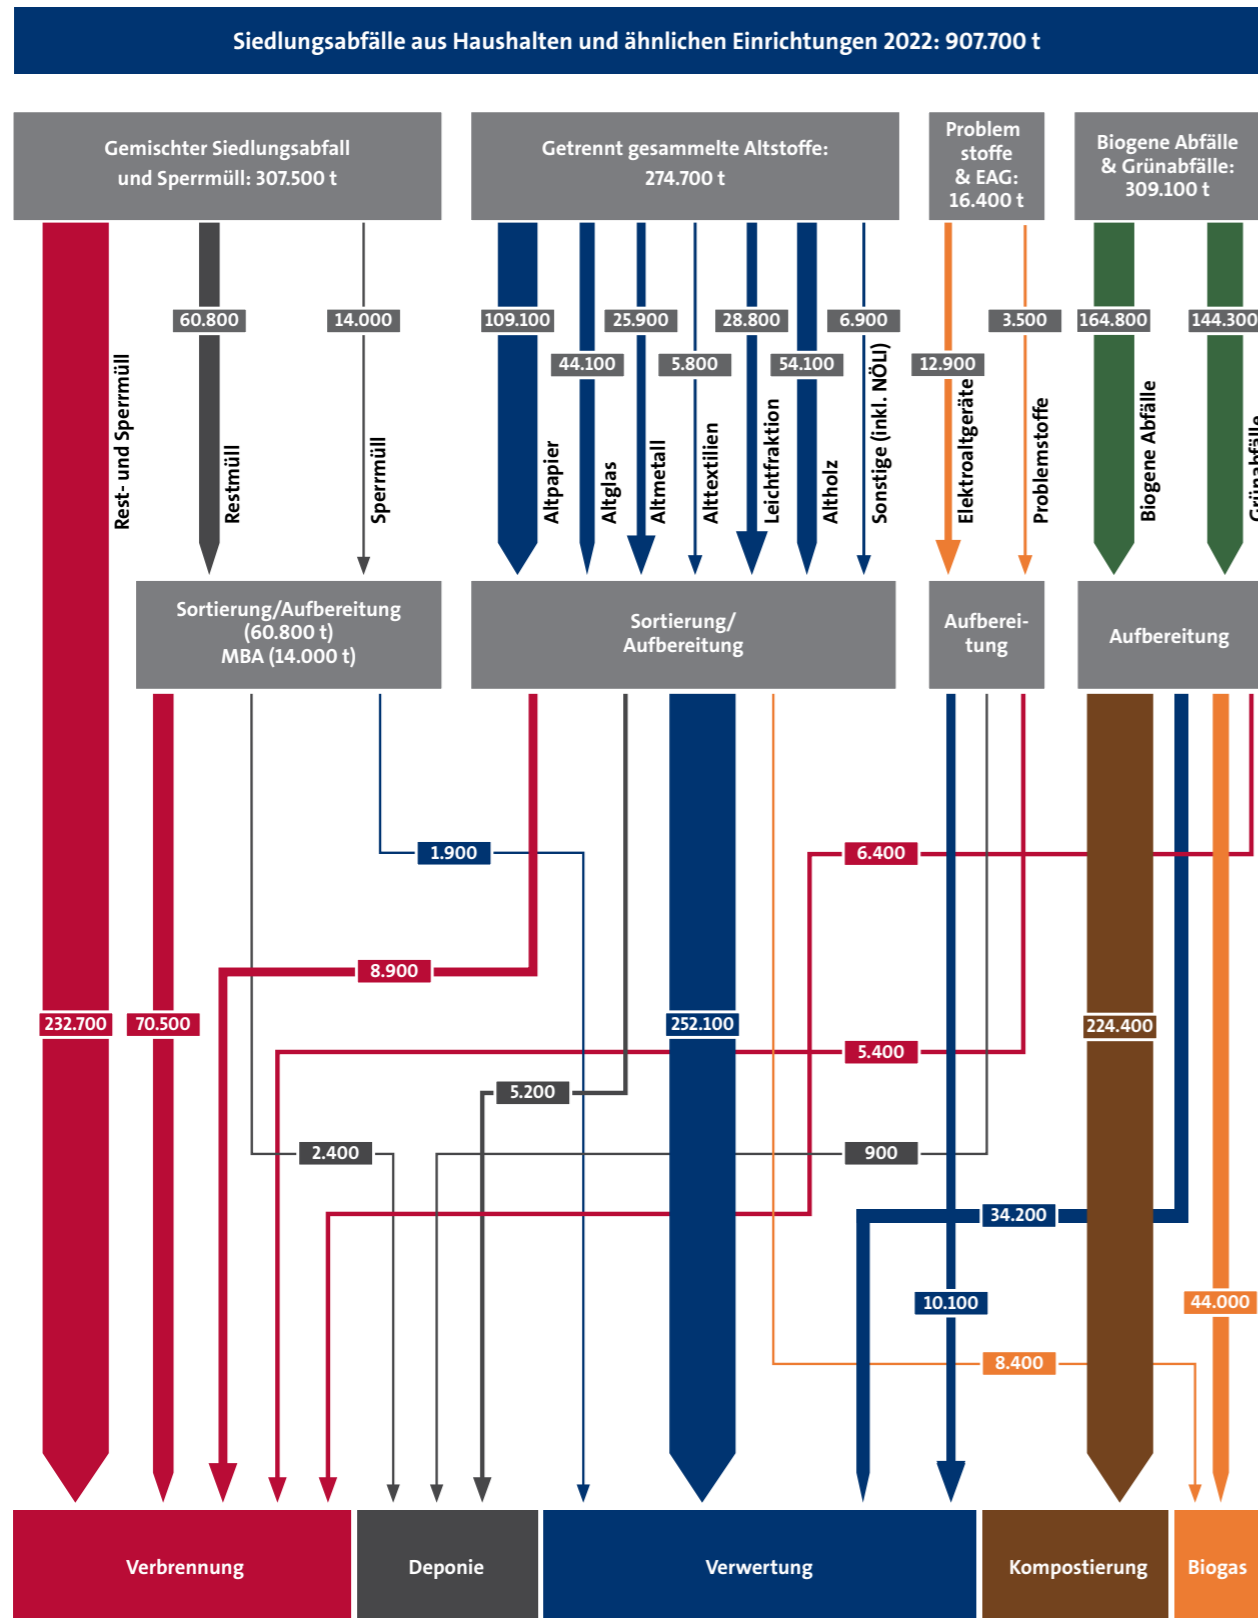 Siedlungsabfälle aus Haushalten und ähnlichen Einrichtungen 2022: 907.700 t
Gemischter Siedlungsabfall
und Sperrmüll: 307.500 t
Getrennt gesammelte Altstoffe:
274.700 t
Problem
stoffe
& EAG:
16.400 t
Biogene Abfälle
& Grünabfälle:
309.100 t
60.800
14.000
109.100
25.900
28.800
6.900
3.500
164.800
144.300
44.100
5.800
54.100
12.900
Rest- und Sperrmüll
Restmüll
Sperrmüll
Altpapier
Altglas
Altmetall
Alttextilien
Leichtfraktion
Altholz
Sonstige (inkl. NÖLI)
Elektroaltgeräte
Problemstoffe
Biogene Abfälle
Grünabfälle
Sortierung/Aufbereitung
(60.800 t)
MBA (14.000 t)
Sortierung/
Aufbereitung
Aufberei-
tung
Aufbereitung
1.900
6.400
8.900
232.700
70.500
252.100
224.400
5.400
5.200
2.400
900
34.200
10.100
44.000
8.400
Verbrennung
Deponie
Verwertung
Kompostierung
Biogas